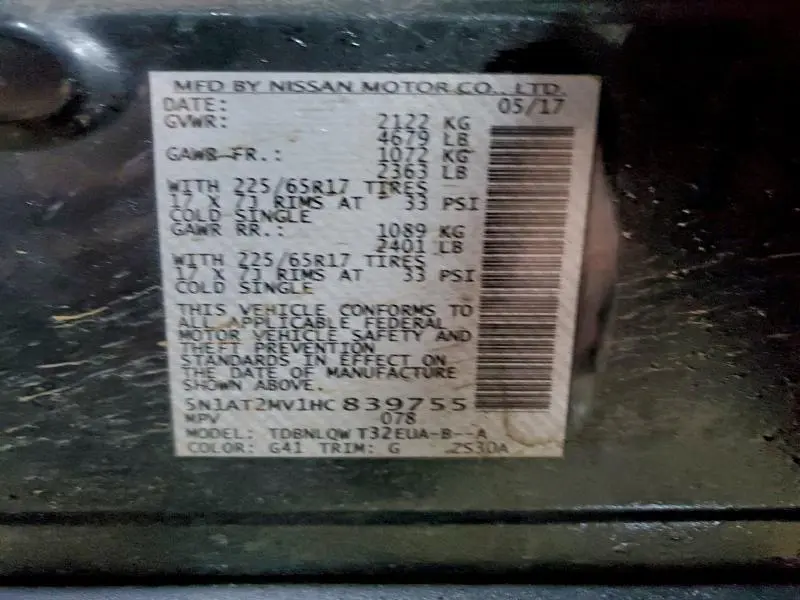 MFD BY NISSAN MOTOR CO., LTD.
DATE: 05/17
GVWR: 2122 KG
4679 LB
GAWR FR.: 1072 KG
2363 LB
WITH 225/65R17 TIRES
17 X 7J RIMS AT 33 PSI
COLD SINGLE
GAWR RR.: 1089 KG
2401 LB
WITH 225/65R17 TIRES
17 X 7J RIMS AT 33 PSI
COLD SINGLE
THIS VEHICLE CONFORMS TO
ALL APPLICABLE FEDERAL
MOTOR VEHICLE SAFETY AND
THEFT PREVENTION
STANDARDS IN EFFECT ON
THE DATE OF MANUFACTURE
SHOWN ABOVE.
5N1AT2MV1HC839755
MPV 078
MODEL: TDBNLQW T32EUA-B--A
COLOR: G41 TRIM: G 2S30A